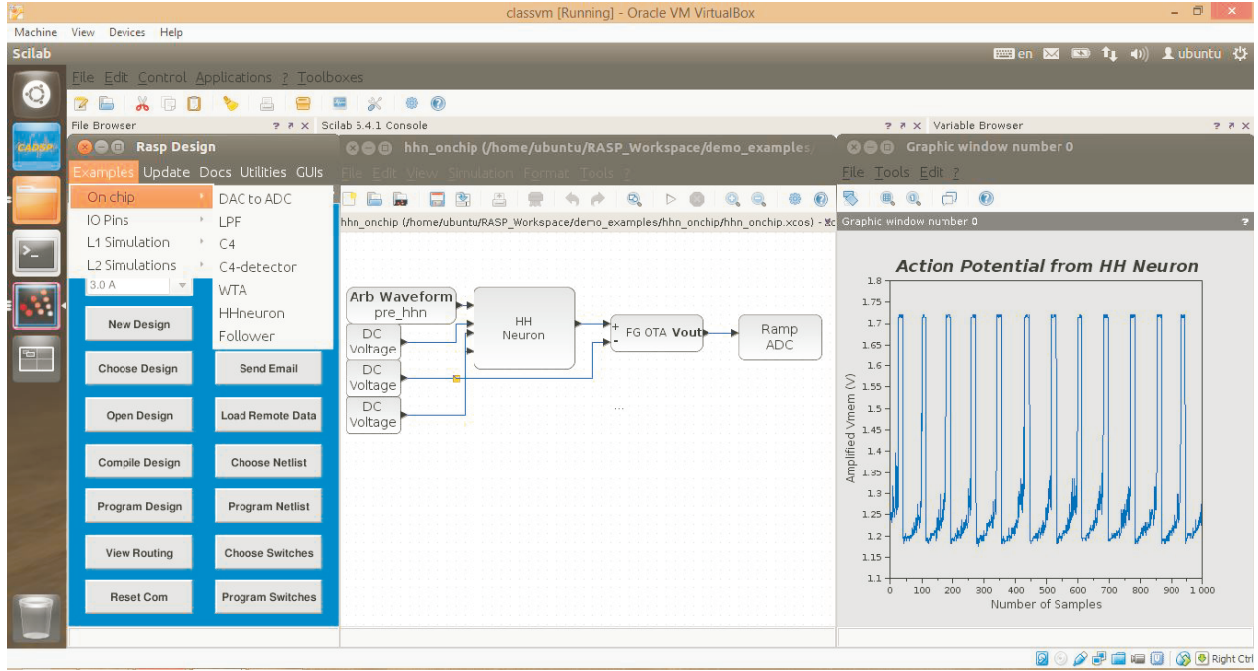 classvm [Running] - Oracle VM VirtualBox
Machine View Devices Help
Scilab
en ubuntu
File Edit Control Applications ? Toolboxes
File Browser ? ↗ X Scilab 5.4.1 Console ? ↗ X Variable Browser ? ↗ X
CADSP
Rasp Design
Examples Update Docs Utilities GUIs
On chip
IO Pins
L1 Simulation
L2 Simulations
DAC to ADC
LPF
C4
C4-detector
WTA
HHneuron
Follower
3.0 A
New Design
Choose Design Send Email
Open Design Load Remote Data
Compile Design Choose Netlist
Program Design Program Netlist
View Routing Choose Switches
Reset Com Program Switches
hhn_onchip (/home/ubuntu/RASP_Workspace/demo_examples/
File Edit View Simulation Format Tools ?
hhn_onchip (/home/ubuntu/RASP_Workspace/demo_examples/hhn_onchip/hhn_onchip.xcos) -
Arb Waveform
pre_hhn
DC
Voltage
DC
Voltage
DC
Voltage
HH
Neuron
+ FG OTA Vout
-
Ramp
ADC
...
Graphic window number 0
File Tools Edit ?
Graphic window number 0 ?
Action Potential from HH Neuron
Amplified Vmem (V)
1.8
1.75
1.7
1.65
1.6
1.55
1.5
1.45
1.4
1.35
1.3
1.25
1.2
1.15
1.1
0 100 200 300 400 500 600 700 800 900 1 000
Number of Samples
Right Ctrl